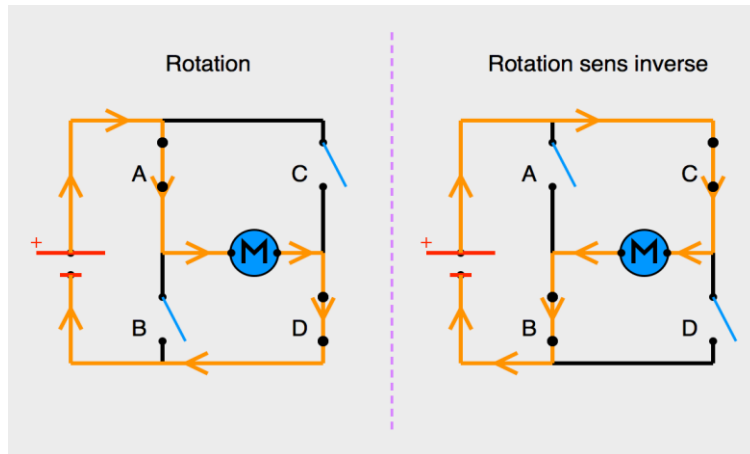 Rotation
A
C
+
M
B
D
Rotation sens inverse
A
C
+
M
B
D